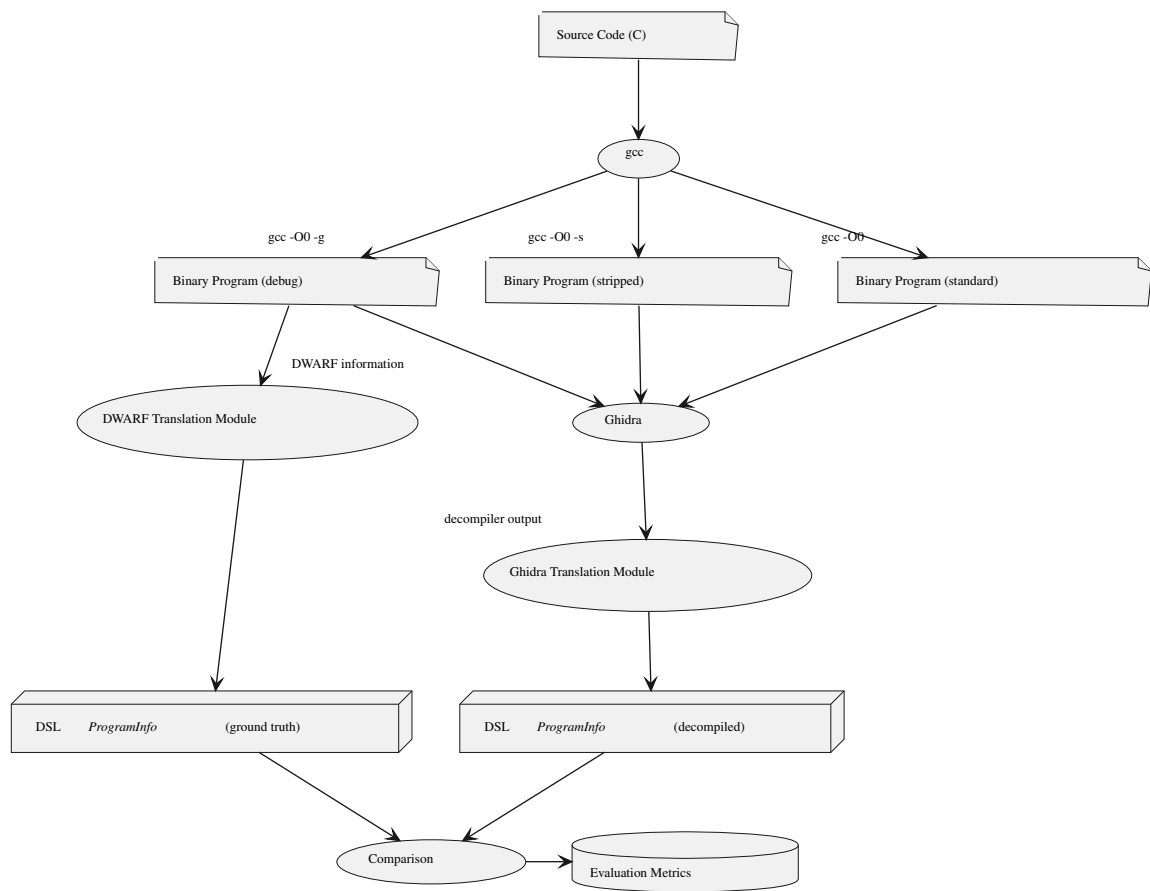 Source Code (C)
gcc
gcc -O0 -g
gcc -O0 -s
gcc -O0
Binary Program (debug)
Binary Program (stripped)
Binary Program (standard)
DWARF information
DWARF Translation Module
Ghidra
decompiler output
Ghidra Translation Module
DSL ProgramInfo (ground truth)
DSL ProgramInfo (decompiled)
Comparison
Evaluation Metrics